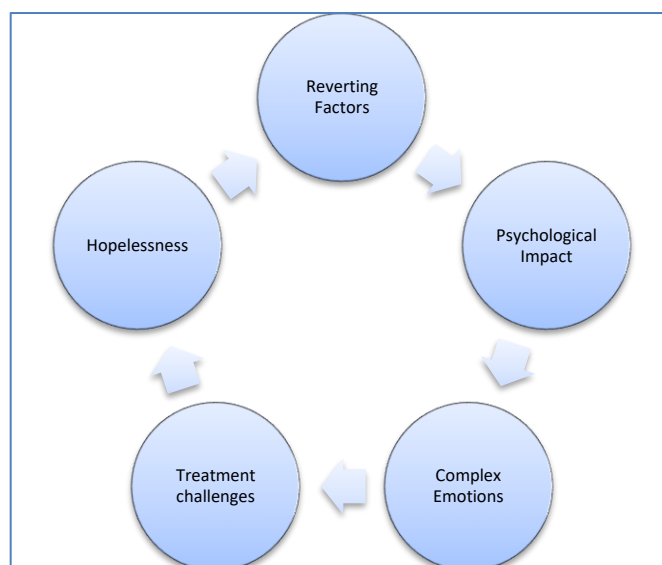 Reverting
Factors
Psychological
Impact
Complex
Emotions
Treatment
challenges
Hopelessness